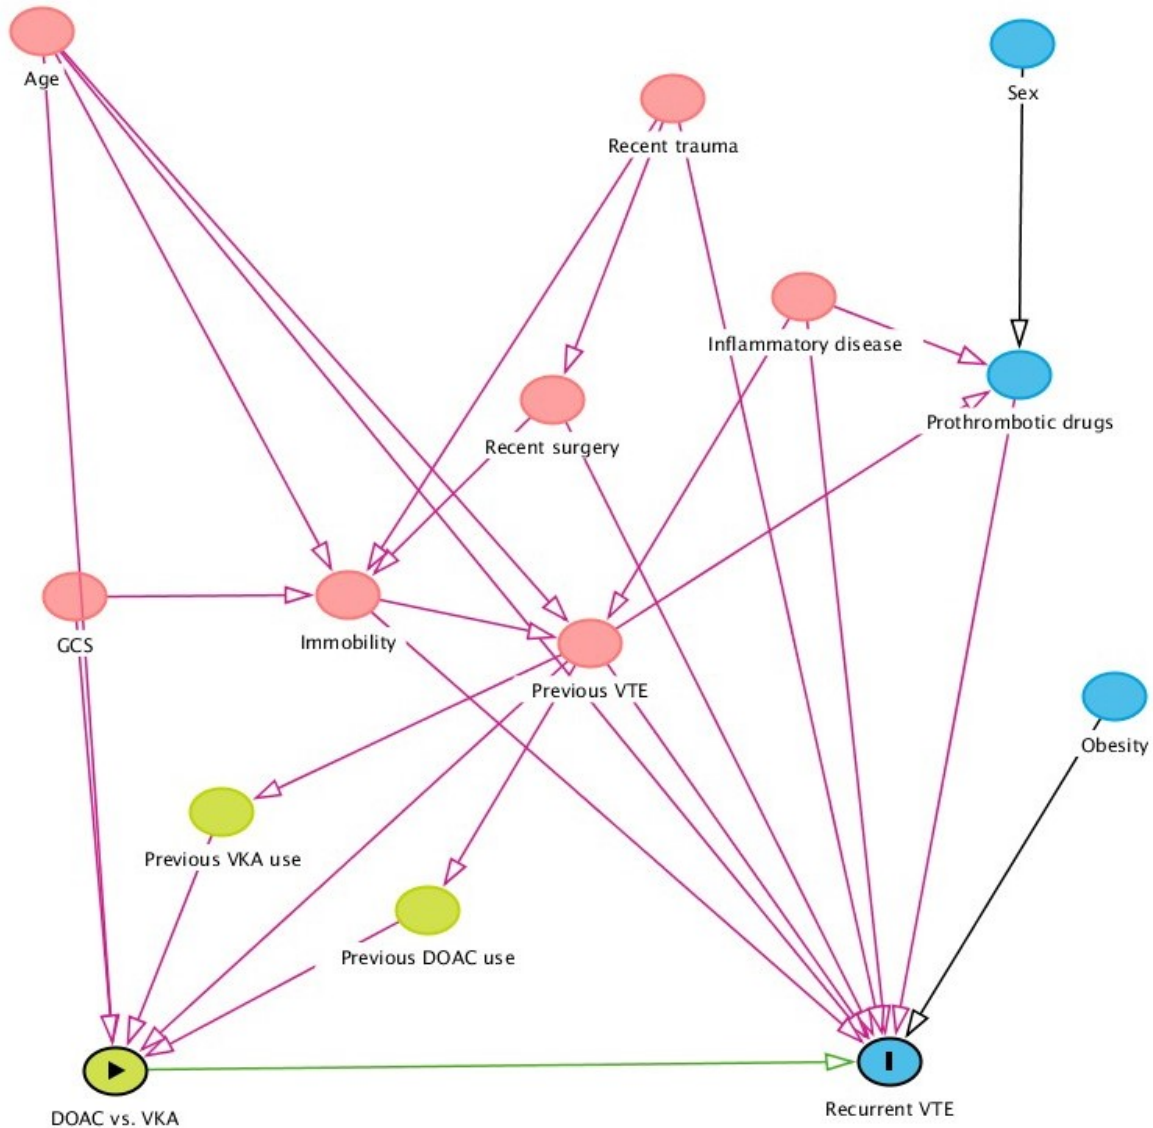 Age
Sex
Recent trauma
Inflammatory disease
Prothrombotic drugs
Recent surgery
GCS
Immobility
Previous VTE
Obesity
Previous VKA use
Previous DOAC use
DOAC vs. VKA
Recurrent VTE